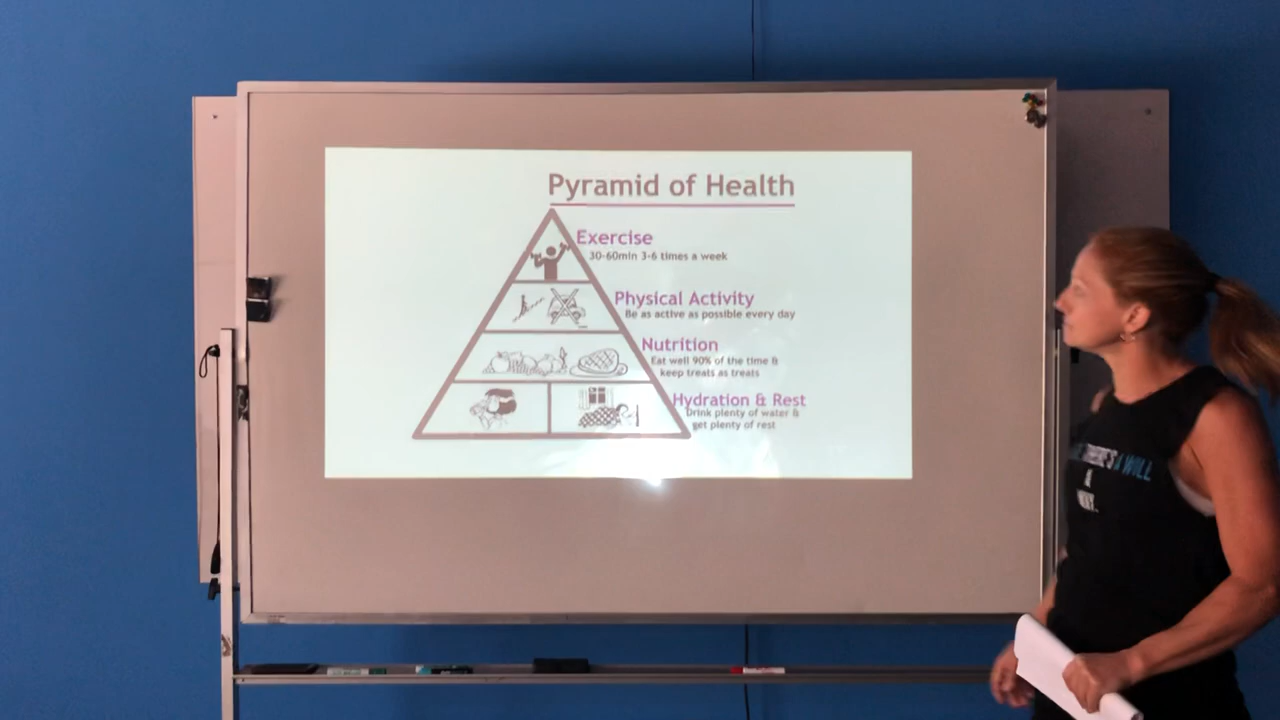 Pyramid of Health
Exercise
30-60min 3-6 times a week
Physical Activity
Be as active as possible every day
Nutrition
Eat well 90% of the time &
keep treats as treats
Hydration & Rest
Drink plenty of water &
get plenty of rest
A WILL
A